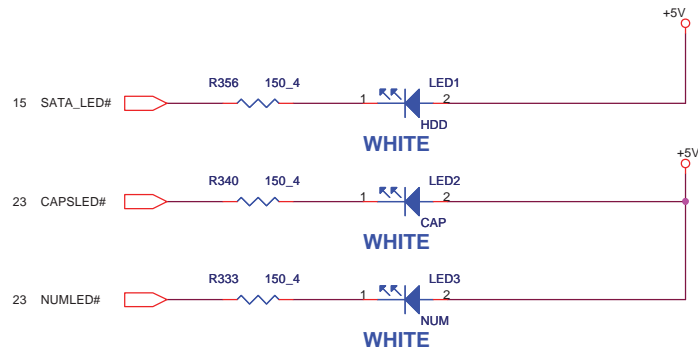 +5V
R356 150_4 LED1
15 SATA_LED# 1 2
HDD
WHITE
+5V
R340 150_4 LED2
23 CAPSLED# 1 2
CAP
WHITE
R333 150_4 LED3
23 NUMLED# 1 2
NUM
WHITE